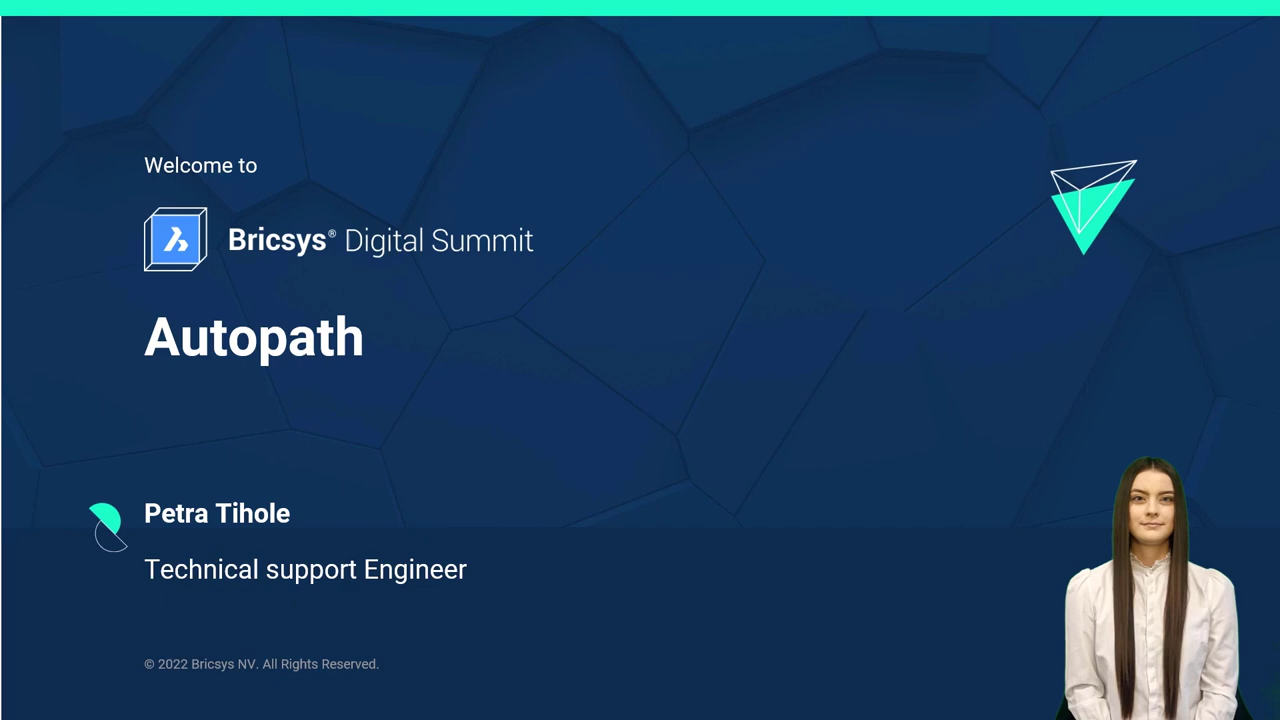 Welcome to
Bricsys® Digital Summit
Autopath
Petra Tihole
Technical support Engineer
© 2022 Bricsys NV. All Rights Reserved.